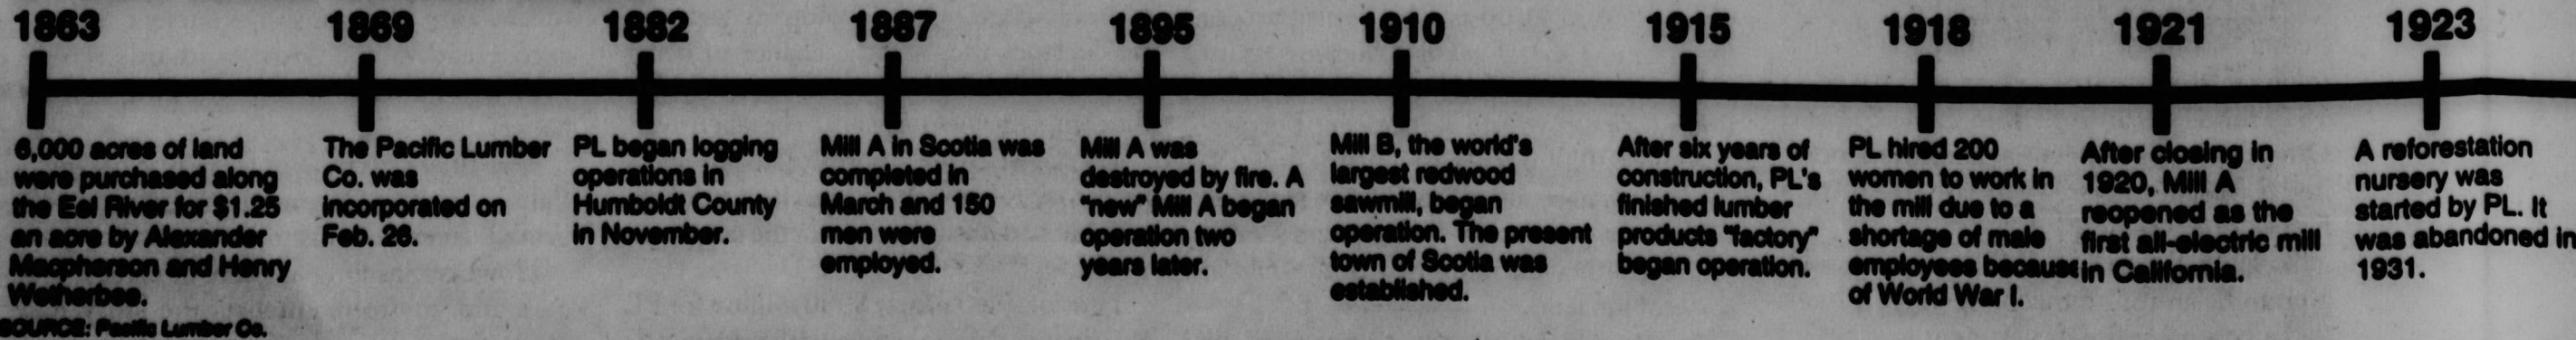 1863
6,000 acres of land
were purchased along
the Eel River for $1.25
an acre by Alexander
Macpherson and Henry
Wetherbee.
SOURCE: Pacific Lumber Co.
1869
The Pacific Lumber
Co. was
incorporated on
Feb. 26.
1882
PL began logging
operations in
Humboldt County
in November.
1887
Mill A in Scotia was
completed in
March and 150
men were
employed.
1895
Mill A was
destroyed by fire. A
"new" Mill A began
operation two
years later.
1910
Mill B, the world's
largest redwood
sawmill, began
operation. The present
town of Scotia was
established.
1915
After six years of
construction, PL's
finished lumber
products "factory"
began operation.
1918
PL hired 200
women to work in
the mill due to a
shortage of male
employees because
of World War I.
1921
After closing in
1920, Mill A
reopened as the
first all-electric mill
in California.
1923
A reforestation
nursery was
started by PL. It
was abandoned in
1931.